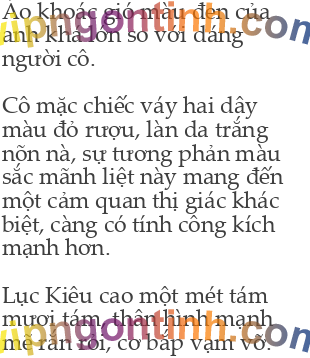 Áo khoác gió màu đen của
anh khá lớn so với dáng
người cô.
Cô mặc chiếc váy hai dây
màu đỏ rượu, làn da trắng
nõn nà, sự tương phản màu
sắc mãnh liệt này mang đến
một cảm quan thị giác khác
biệt, càng có tính công kích
mạnh hơn.
Lục Kiêu cao một mét tám
mươi tám, thân hình mạnh
mẽ rắn rỏi, cơ bắp vạm vỡ.